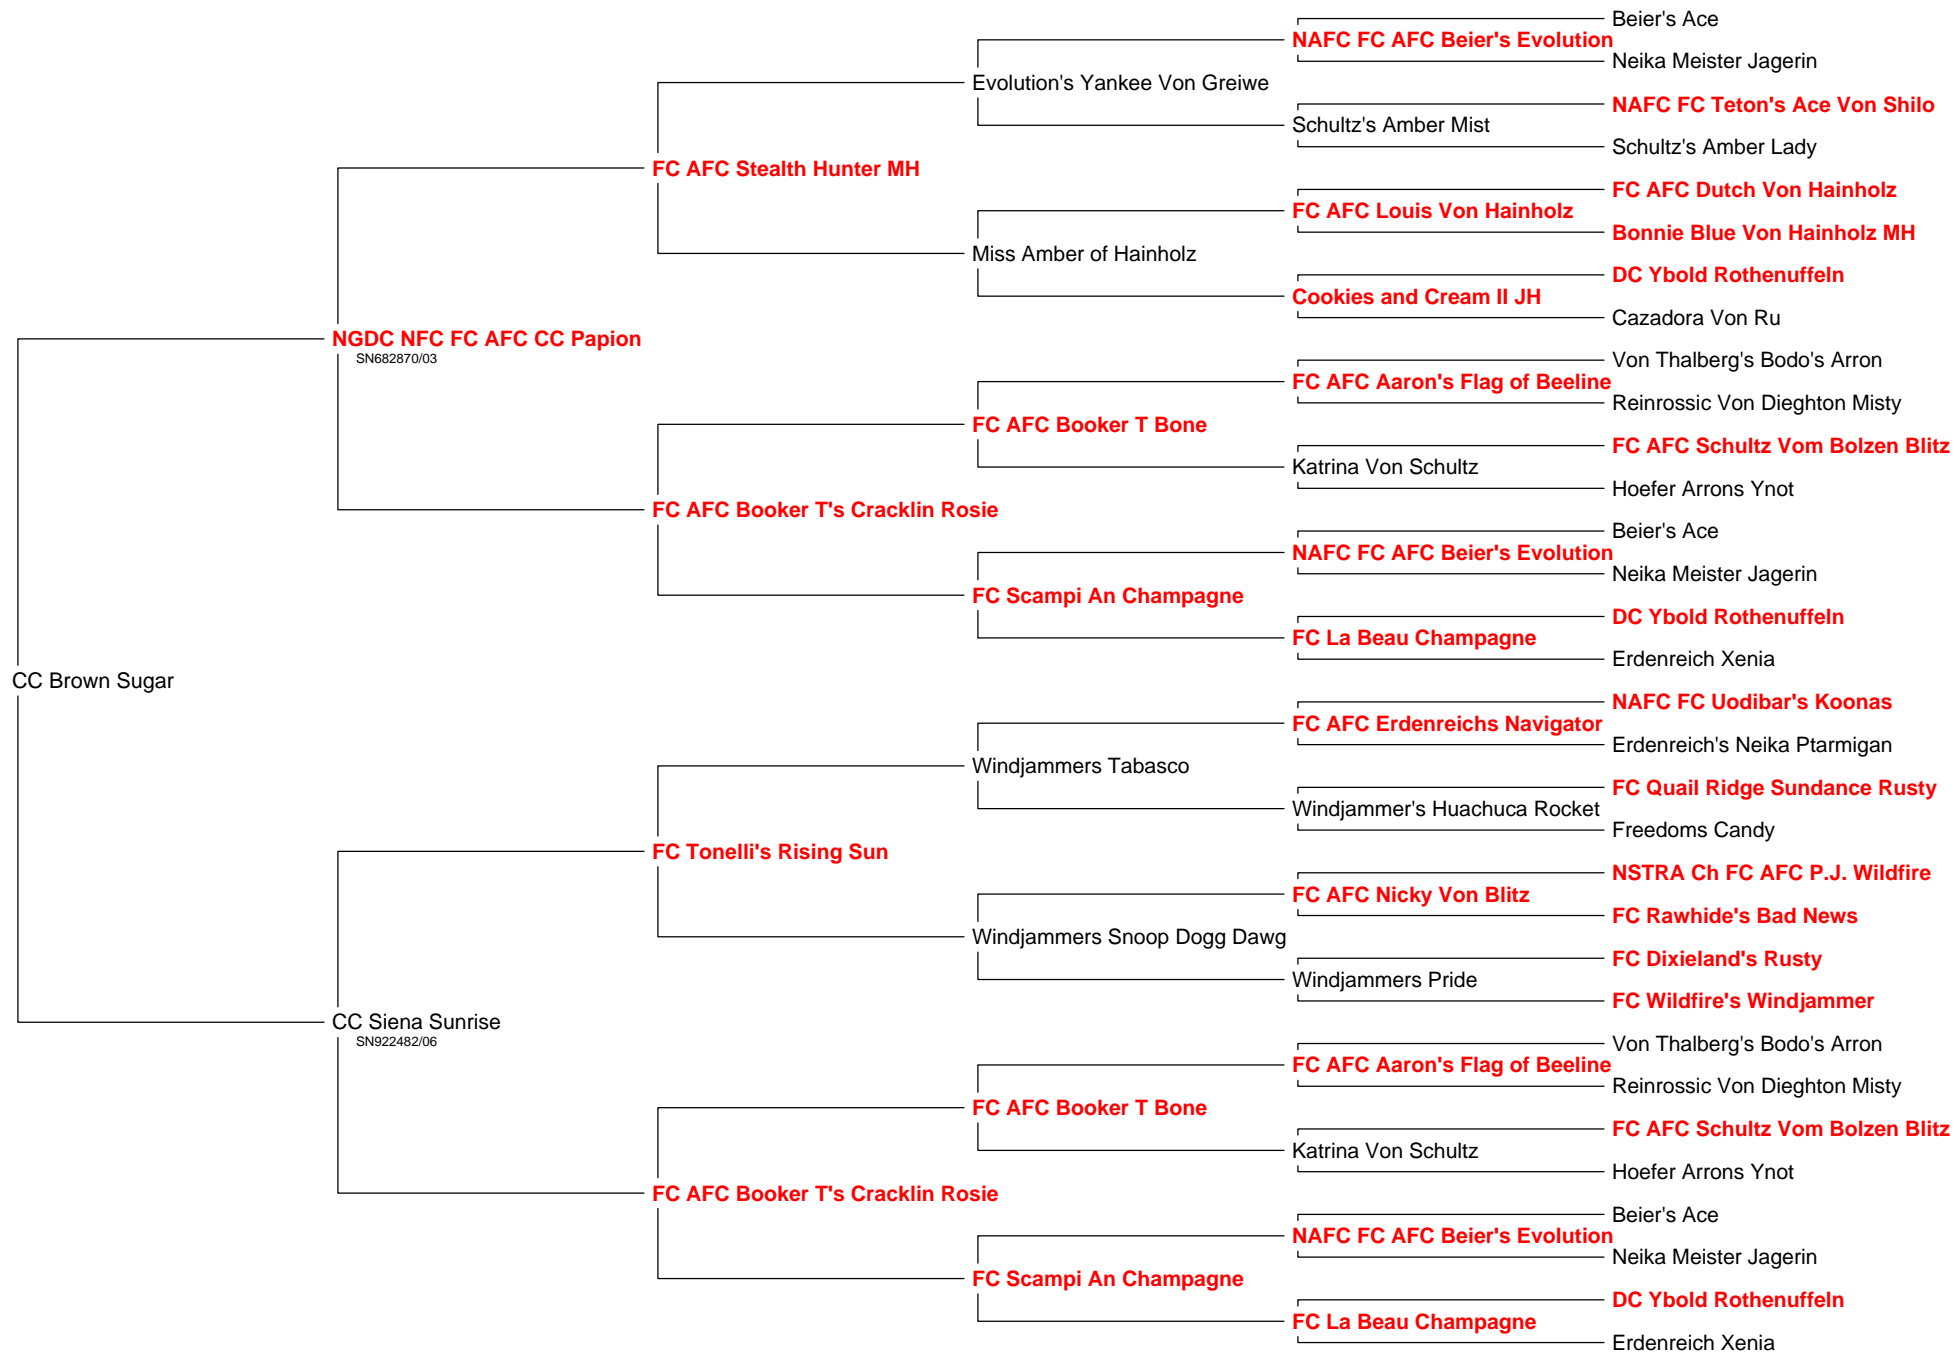 Beier's Ace
NAFC FC AFC Beier's Evolution
Neika Meister Jagerin
Evolution's Yankee Von Greiwe
NAFC FC Teton's Ace Von Shilo
Schultz's Amber Mist
Schultz's Amber Lady
FC AFC Stealth Hunter MH
FC AFC Dutch Von Hainholz
FC AFC Louis Von Hainholz
Bonnie Blue Von Hainholz MH
Miss Amber of Hainholz
DC Ybold Rothenuffeln
Cookies and Cream II JH
Cazadora Von Ru
NGDC NFC FC AFC CC Papion
SN682870/03
Von Thalberg's Bodo's Arron
FC AFC Aaron's Flag of Beeline
Reinrossic Von Dieghton Misty
FC AFC Booker T Bone
FC AFC Schultz Vom Bolzen Blitz
Katrina Von Schultz
Hoefer Arrons Ynot
FC AFC Booker T's Cracklin Rosie
Beier's Ace
NAFC FC AFC Beier's Evolution
Neika Meister Jagerin
FC Scampi An Champagne
DC Ybold Rothenuffeln
FC La Beau Champagne
Erdenreich Xenia
CC Brown Sugar
NAFC FC Uodibar's Koonas
FC AFC Erdenreichs Navigator
Erdenreich's Neika Ptarmigan
Windjammers Tabasco
FC Quail Ridge Sundance Rusty
Windjammer's Huachuca Rocket
Freedoms Candy
FC Tonelli's Rising Sun
NSTRA Ch FC AFC P.J. Wildfire
FC AFC Nicky Von Blitz
FC Rawhide's Bad News
Windjammers Snoop Dogg Dawg
FC Dixieland's Rusty
Windjammers Pride
FC Wildfire's Windjammer
CC Siena Sunrise
SN922482/06
Von Thalberg's Bodo's Arron
FC AFC Aaron's Flag of Beeline
Reinrossic Von Dieghton Misty
FC AFC Booker T Bone
FC AFC Schultz Vom Bolzen Blitz
Katrina Von Schultz
Hoefer Arrons Ynot
FC AFC Booker T's Cracklin Rosie
Beier's Ace
NAFC FC AFC Beier's Evolution
Neika Meister Jagerin
FC Scampi An Champagne
DC Ybold Rothenuffeln
FC La Beau Champagne
Erdenreich Xenia